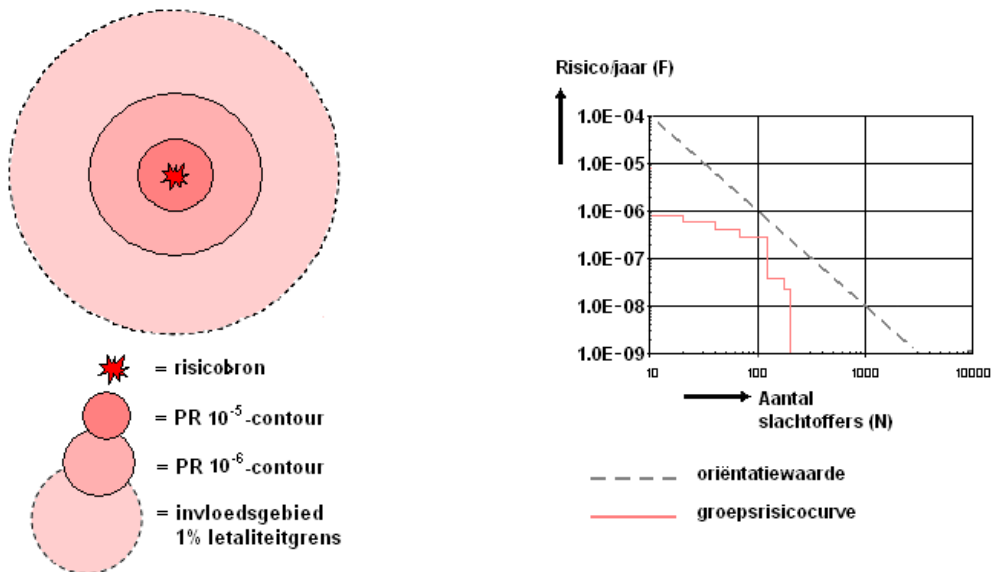 = risicobron
= PR 10⁻⁵-contour
= PR 10⁻⁶-contour
= invloedsgebied
1% letaliteitgrens
Risico/jaar (F)
1.0E-04
1.0E-05
1.0E-06
1.0E-07
1.0E-08
1.0E-09
10 100 1000 10000
Aantal
slachtoffers (N)
oriëntatiewaarde
groepsrisicocurve